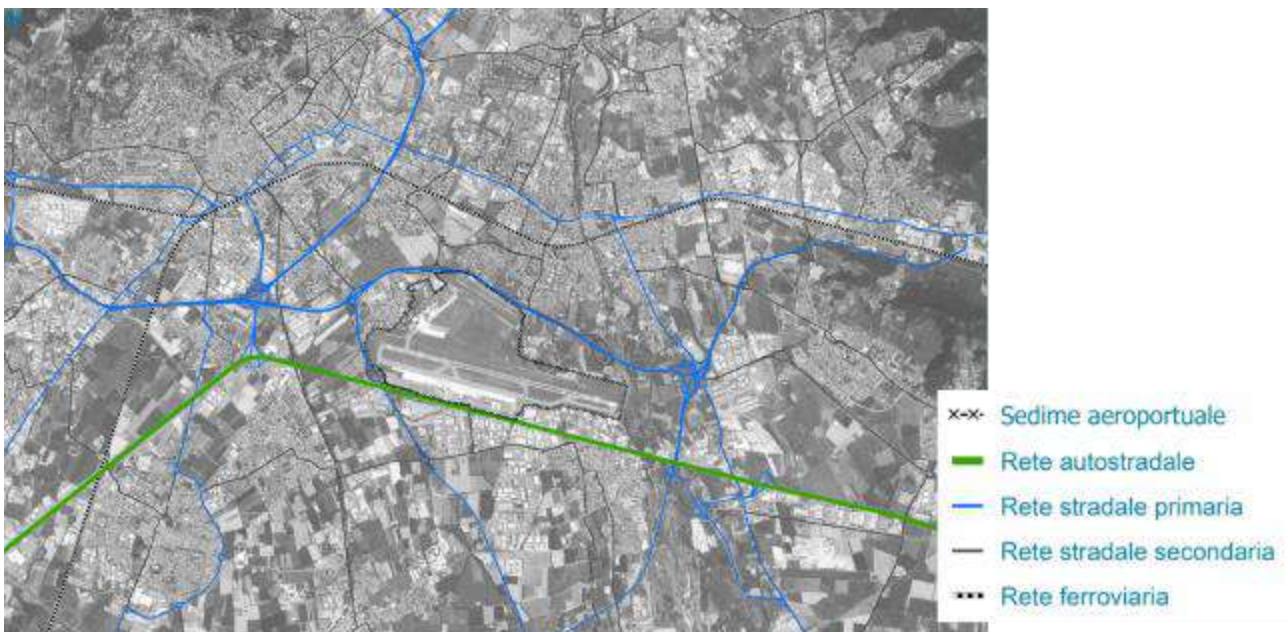 Sedime aeroportuale
Rete autostradale
Rete stradale primaria
Rete stradale secondaria
Rete ferroviaria